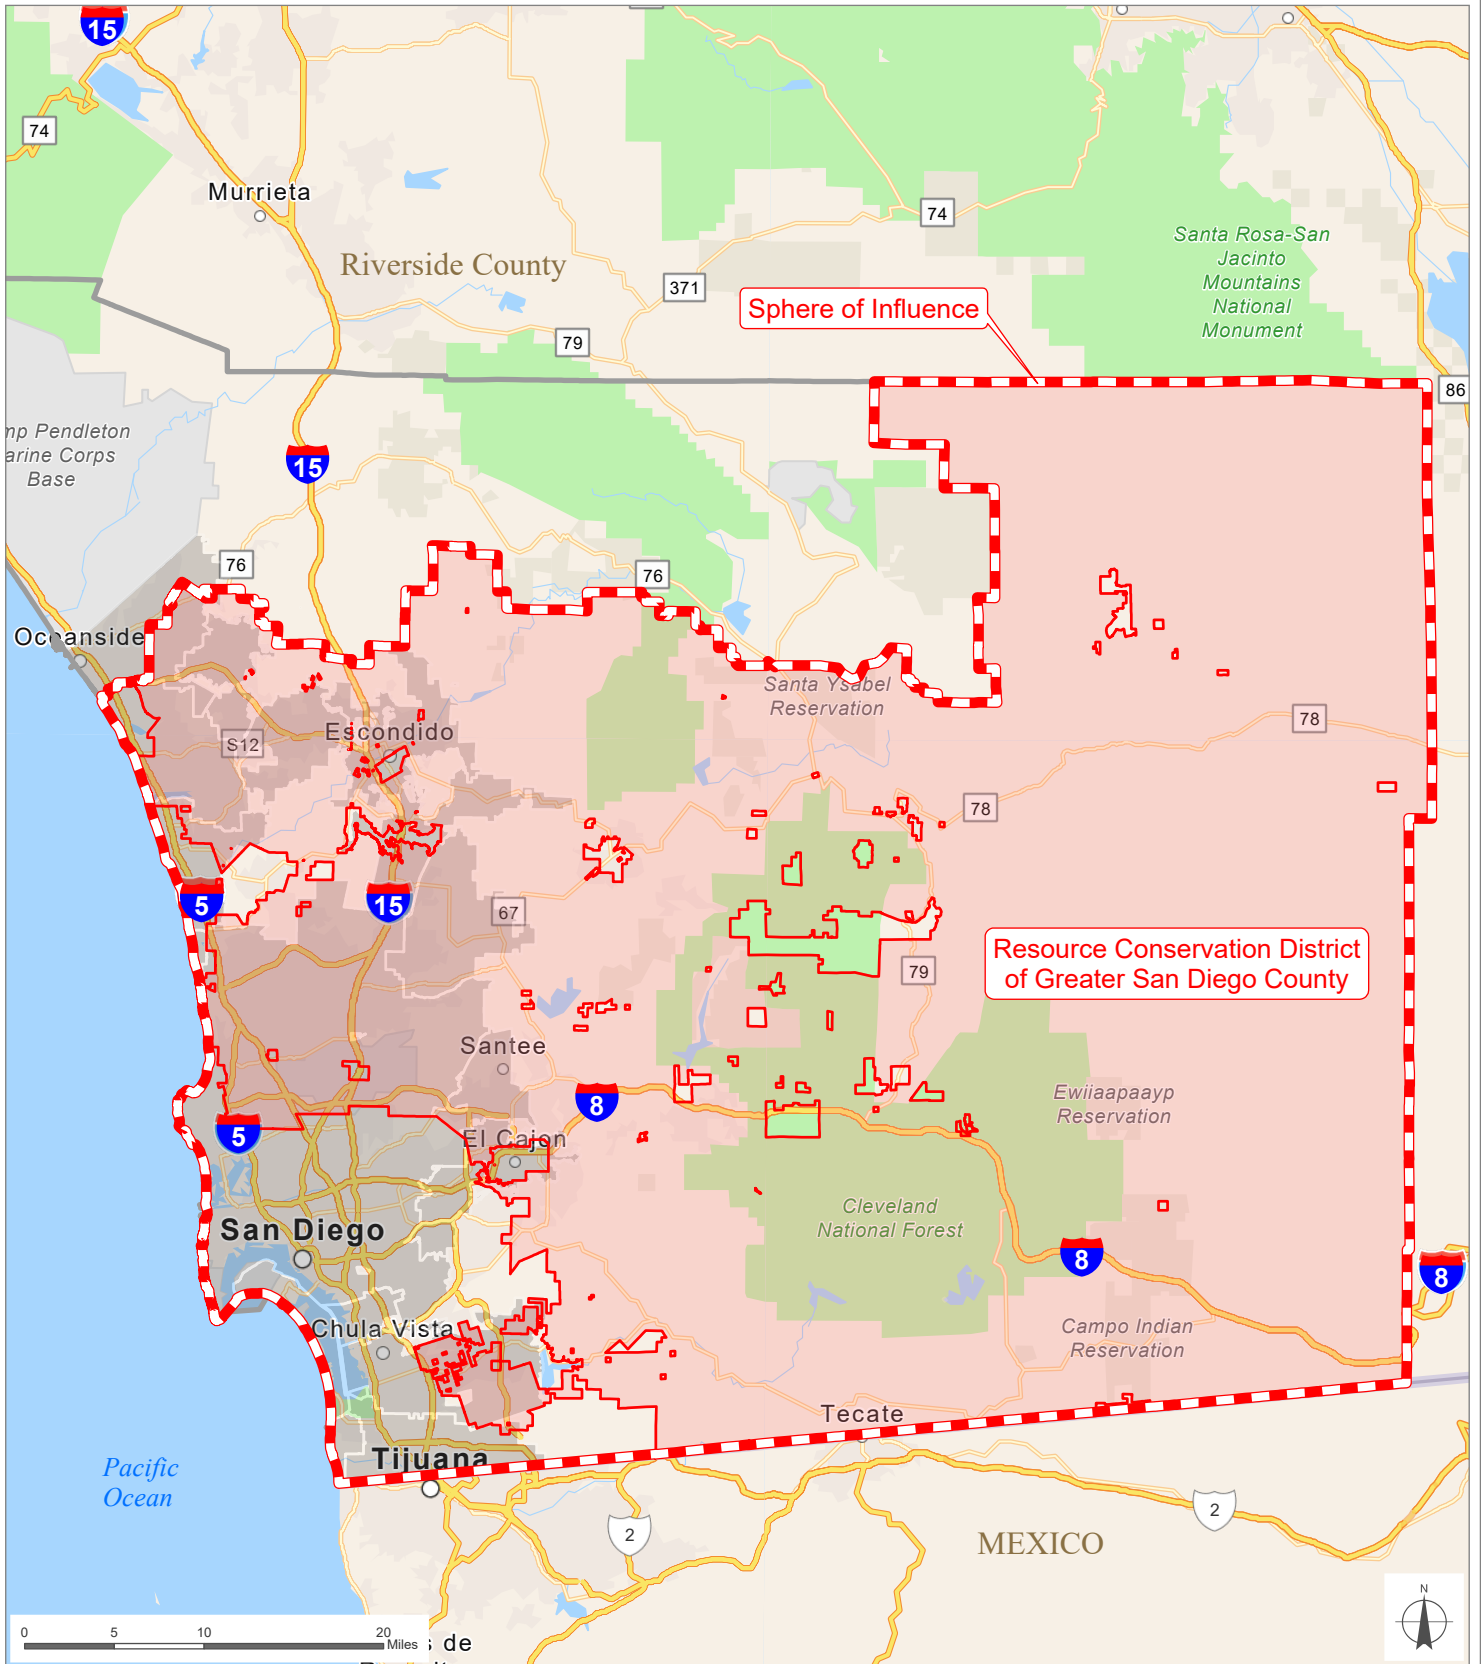 15
74
Murrieta
Riverside County
74
371
79
Santa Rosa-San
Jacinto
Mountains
National
Monument
Sphere of Influence
86
mp Pendleton
arine Corps
Base
15
76
76
Oceanside
Santa Ysabel
Reservation
S12
Escondido
78
78
5
15
67
79
Resource Conservation District
of Greater San Diego County
Santee
8
5
El Cajon
Ewiiaapaayp
Reservation
Cleveland
National Forest
San Diego
8
8
Chula Vista
Campo Indian
Reservation
Tecate
Tijuana
Pacific
Ocean
2
2
MEXICO
N
0 5 10 20
Miles
s de